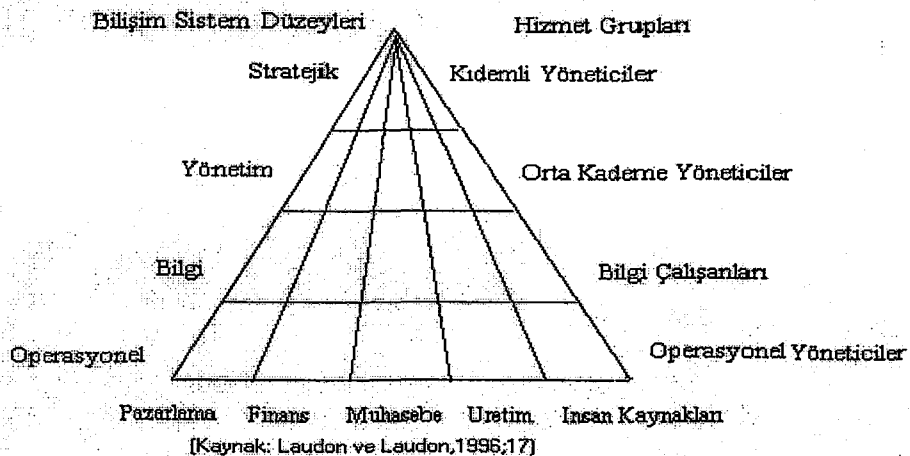 Bilişim Sistem Düzeyleri Hizmet Grupları
Stratejik Kıdemli Yöneticiler
Yönetim Orta Kademe Yöneticiler
Bilgi Bilgi Çalışanları
Operasyonel Operasyonel Yöneticiler
Pazarlama Finans Muhasebe Üretim İnsan Kaynakları
[Kaynak: Laudon ve Laudon,1996;17]